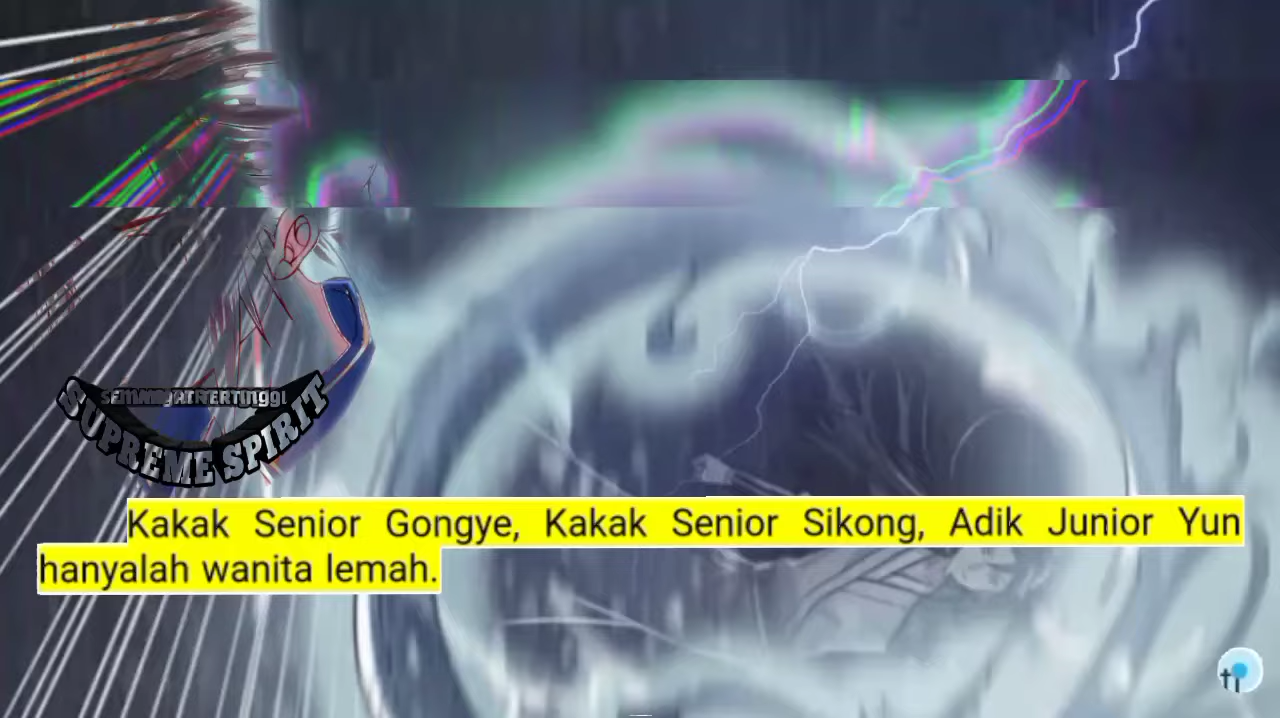 SUPREME SPIRIT
Kakak Senior Gongye, Kakak Senior Sikong, Adik Junior Yun
hanyalah wanita lemah.